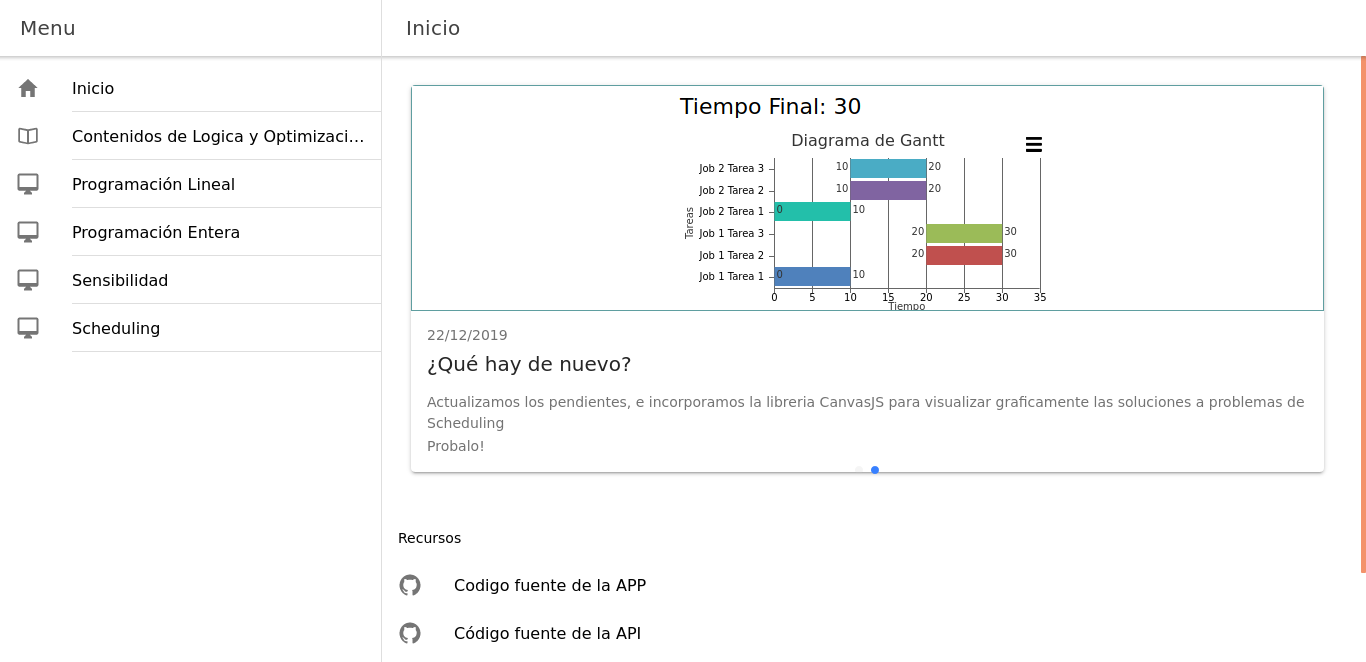 Menu
Inicio
Inicio
Contenidos de Logica y Optimizaci…
Programación Lineal
Programación Entera
Sensibilidad
Scheduling
Tiempo Final: 30
Diagrama de Gantt
Tareas
Job 2 Tarea 3 10 20
Job 2 Tarea 2 10 20
Job 2 Tarea 1 0 10
Job 1 Tarea 3 20 30
Job 1 Tarea 2 20 30
Job 1 Tarea 1 0 10
0 5 10 15 20 25 30 35
Tiempo
22/12/2019
¿Qué hay de nuevo?
Actualizamos los pendientes, e incorporamos la libreria CanvasJS para visualizar graficamente las soluciones a problemas de
Scheduling
Probalo!
Recursos
Codigo fuente de la APP
Código fuente de la API